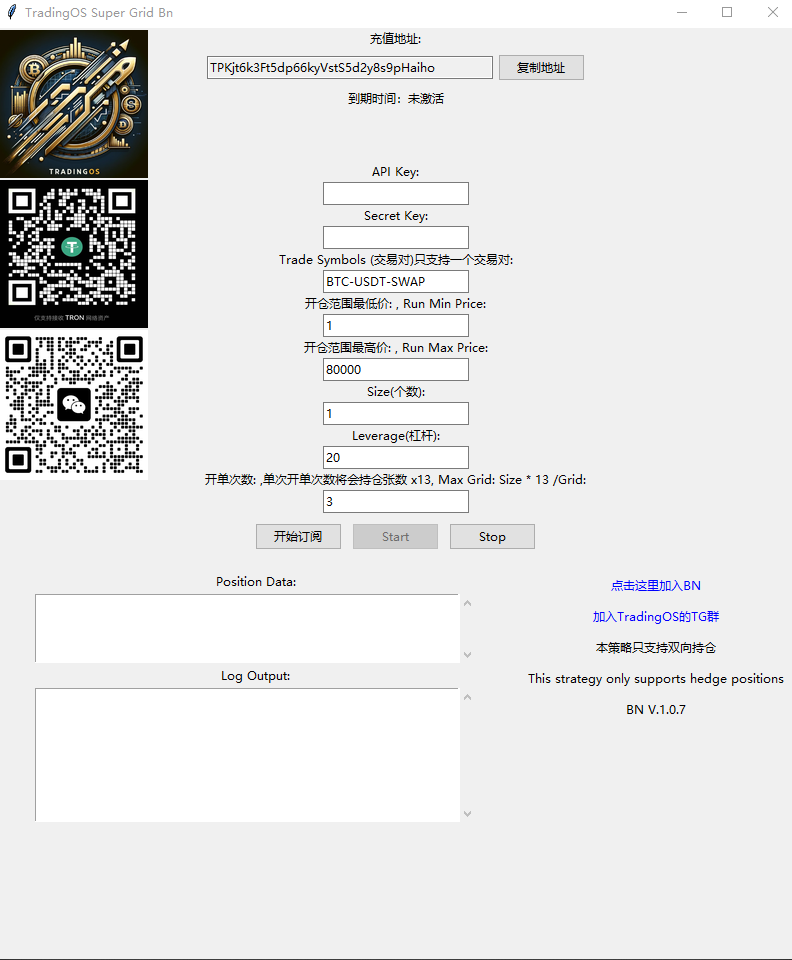 TradingOS Super Grid Bn
充值地址:
TPKjt6k3Ft5dp66kyVstS5d2y8s9pHaiho
复制地址
到期时间：未激活
TRADINGOS
仅支持接收 TRON 网络资产
API Key:
Secret Key:
Trade Symbols (交易对)只支持一个交易对:
BTC-USDT-SWAP
开仓范围最低价: , Run Min Price:
1
开仓范围最高价: , Run Max Price:
80000
Size(个数):
1
Leverage(杠杆):
20
开单次数: ,单次开单次数将会持仓张数 x13, Max Grid: Size * 13 /Grid:
3
开始订阅
Start
Stop
Position Data:
Log Output:
点击这里加入BN
加入TradingOS的TG群
本策略只支持双向持仓
This strategy only supports hedge positions
BN V.1.0.7